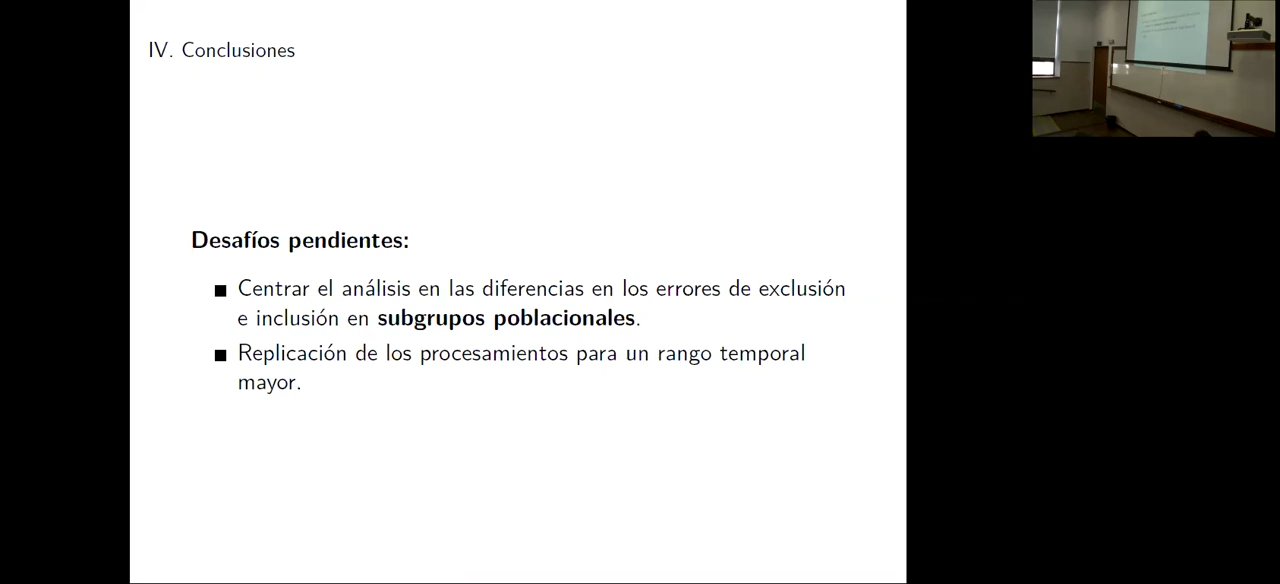 IV. Conclusiones
Desafíos pendientes:
Centrar el análisis en las diferencias en los errores de exclusión
e inclusión en subgrupos poblacionales.
Replicación de los procesamientos para un rango temporal
mayor.